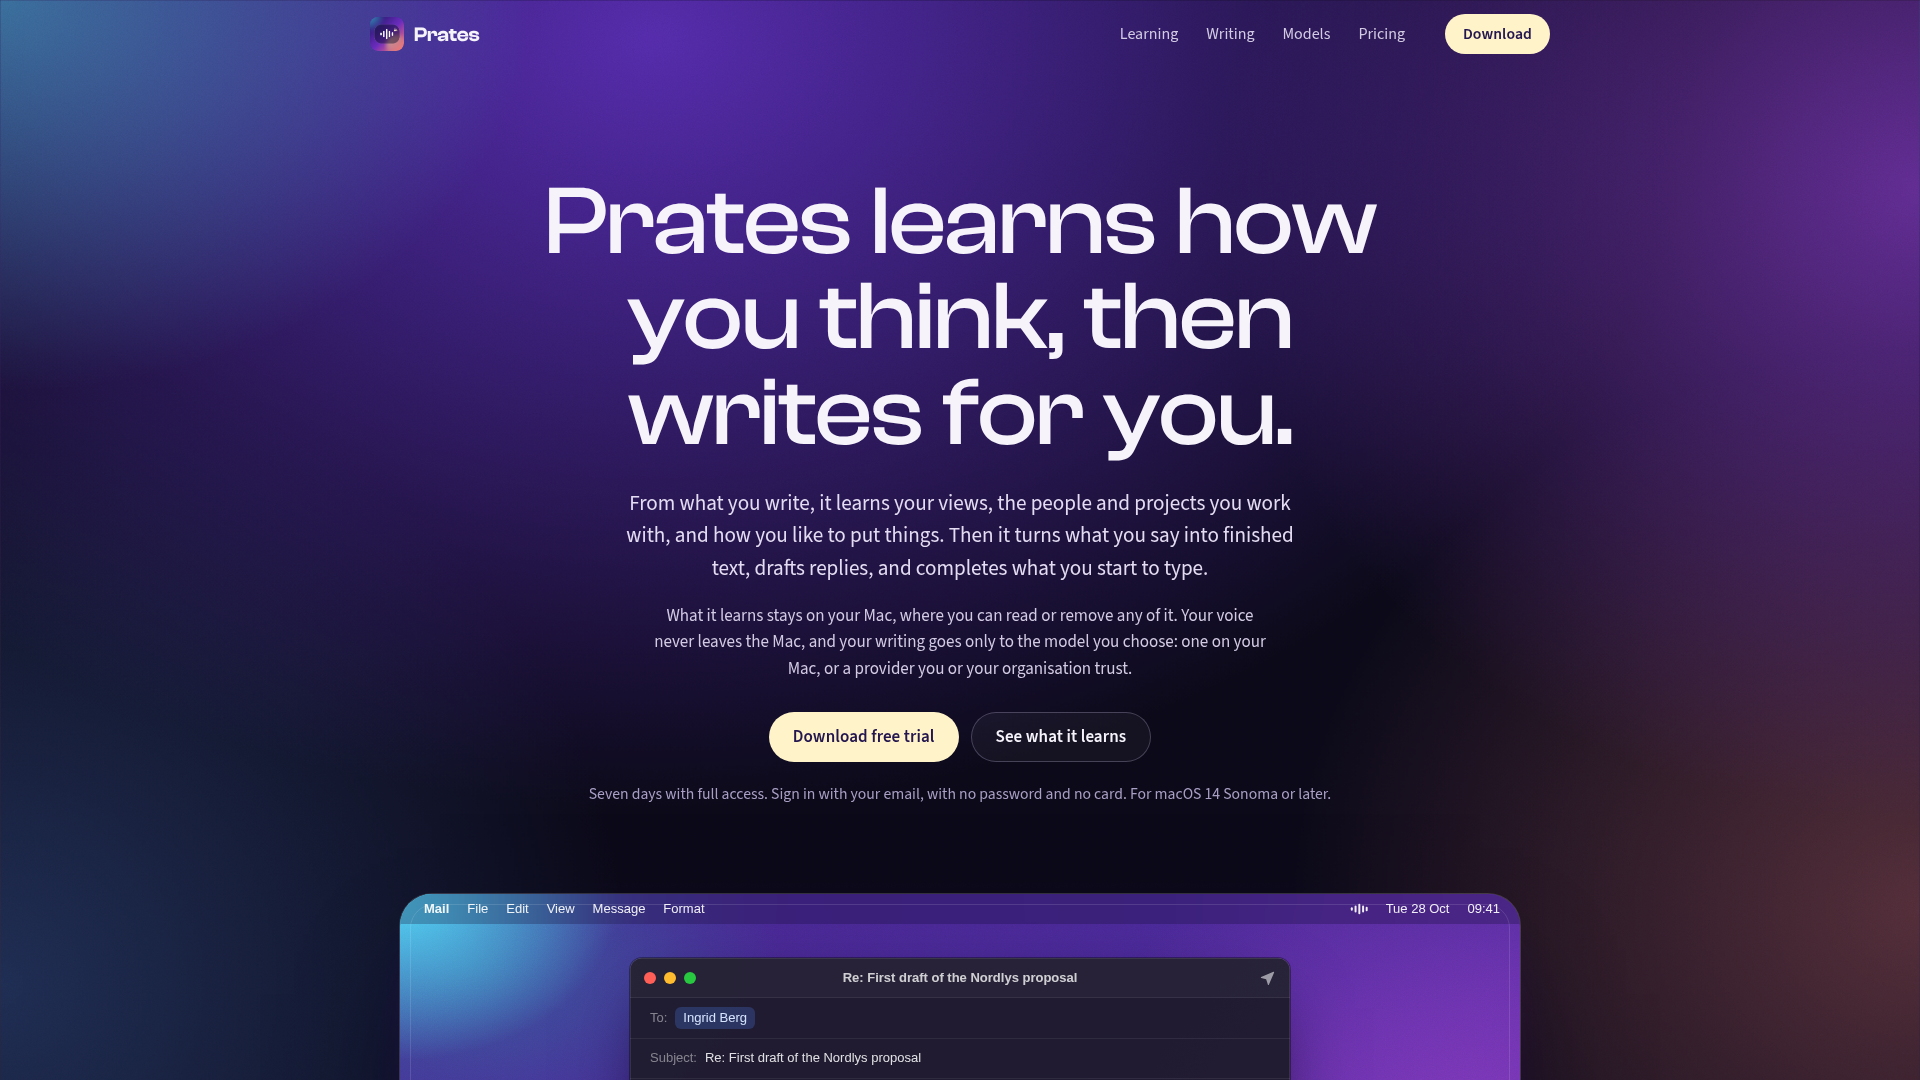 Prates
Learning Writing Models Pricing Download
Prates learns how
you think, then
writes for you.
From what you write, it learns your views, the people and projects you work
with, and how you like to put things. Then it turns what you say into finished
text, drafts replies, and completes what you start to type.
What it learns stays on your Mac, where you can read or remove any of it. Your voice
never leaves the Mac, and your writing goes only to the model you choose: one on your
Mac, or a provider you or your organisation trust.
Download free trial See what it learns
Seven days with full access. Sign in with your email, with no password and no card. For macOS 14 Sonoma or later.
Mail File Edit View Message Format Tue 28 Oct 09:41
Re: First draft of the Nordlys proposal
To: Ingrid Berg
Subject: Re: First draft of the Nordlys proposal